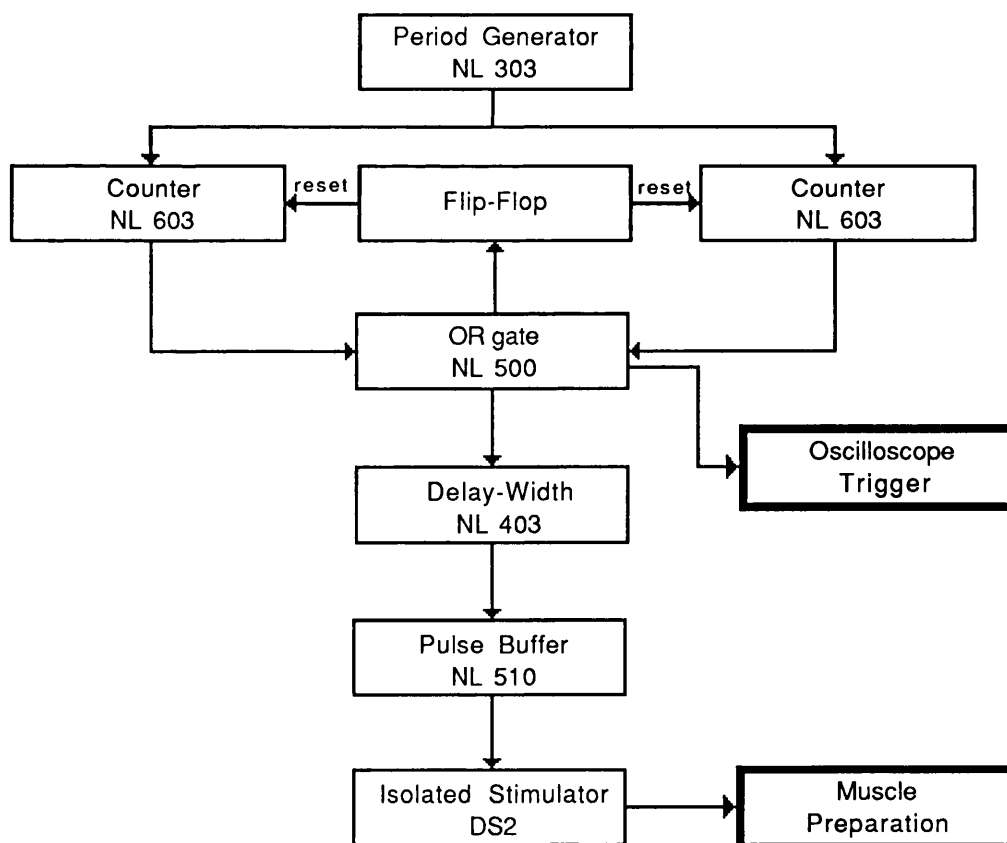 Period Generator
NL 303
Counter
NL 603
reset
Flip-Flop
reset
Counter
NL 603
OR gate
NL 500
Oscilloscope
Trigger
Delay-Width
NL 403
Pulse Buffer
NL 510
Isolated Stimulator
DS2
Muscle
Preparation